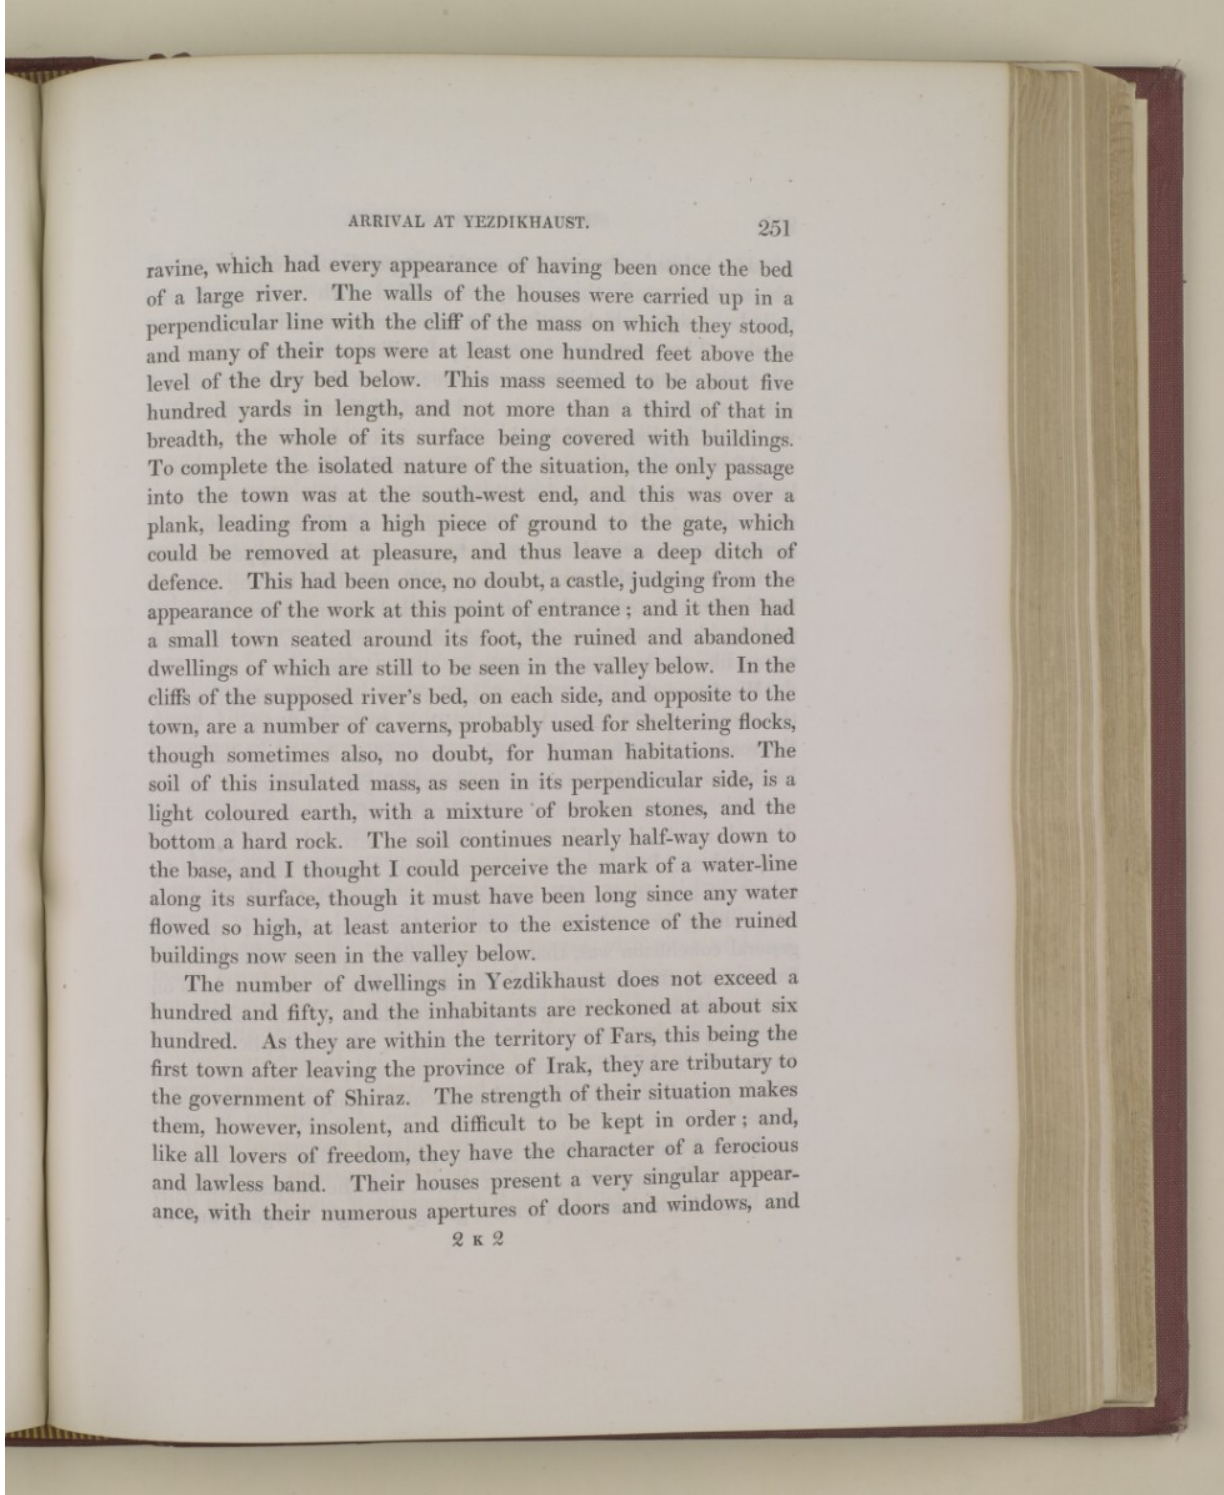 ARRIVAL AT YEZDIKHAUST. 251
ravine, which had every appearance of having been once the bed
of a large river. The walls of the houses were carried up in a
perpendicular line with the cliff of the mass on which they stood,
and many of their tops were at least one hundred feet above the
level of the dry bed below. This mass seemed to be about five
hundred yards in length, and not more than a third of that in
breadth, the whole of its surface being covered with buildings.
To complete the isolated nature of the situation, the only passage
into the town was at the south-west end, and this was over a
plank, leading from a high piece of ground to the gate, which
could be removed at pleasure, and thus leave a deep ditch of
defence. This had been once, no doubt, a castle, judging from the
appearance of the work at this point of entrance; and it then had
a small town seated around its foot, the ruined and abandoned
dwellings of which are still to be seen in the valley below. In the
cliffs of the supposed river's bed, on each side, and opposite to the
town, are a number of caverns, probably used for sheltering flocks,
though sometimes also, no doubt, for human habitations. The
soil of this insulated mass, as seen in its perpendicular side, is a
light coloured earth, with a mixture of broken stones, and the
bottom a hard rock. The soil continues nearly half-way down to
the base, and I thought I could perceive the mark of a water-line
along its surface, though it must have been long since any water
flowed so high, at least anterior to the existence of the ruined
buildings now seen in the valley below.
The number of dwellings in Yezdikhaust does not exceed a
hundred and fifty, and the inhabitants are reckoned at about six
hundred. As they are within the territory of Fars, this being the
first town after leaving the province of Irak, they are tributary to
the government of Shiraz. The strength of their situation makes
them, however, insolent, and difficult to be kept in order; and,
like all lovers of freedom, they have the character of a ferocious
and lawless band. Their houses present a very singular appear-
ance, with their numerous apertures of doors and windows, and
2 K 2